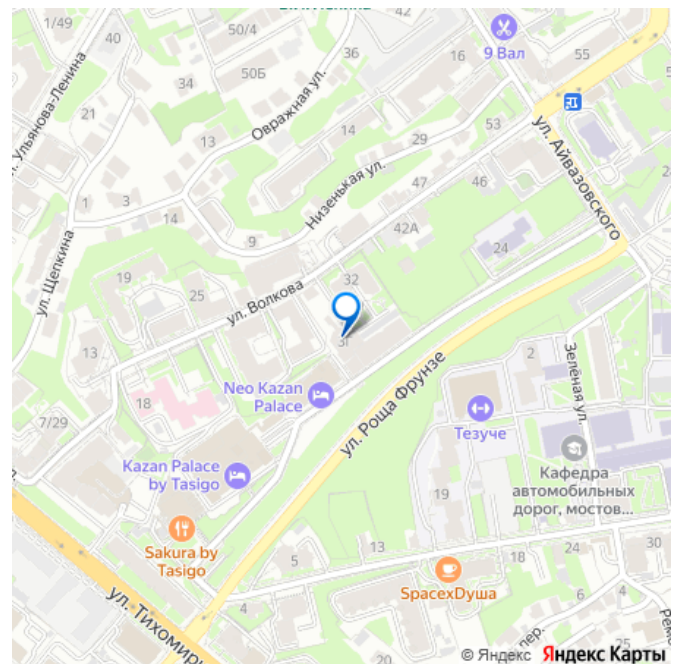 1/49
40
50/4
42
16
9 Вал
55
36
50Б
34
ул. Ульянова-Ленина
21
Овражная ул.
13
14
29
53
ул. Айвазовского
Низенькая ул.
47
46
1
3
14
9
42А
24
ул. Щепкина
19
25
32
ул. Волкова
13
Neo Kazan
Palace
ул. Роща Фрунзе
2
Зелёная ул.
18
7/29
Тезуче
Kazan Palace
by Tasigo
19
Кафедра
автомобильных
дорог, мостов...
Sakura by
Tasigo
5
13
18
24
30
SpacexDуша
4
6
4
ул. Тихомир
пер.
© Яндекс Яндекс Карты